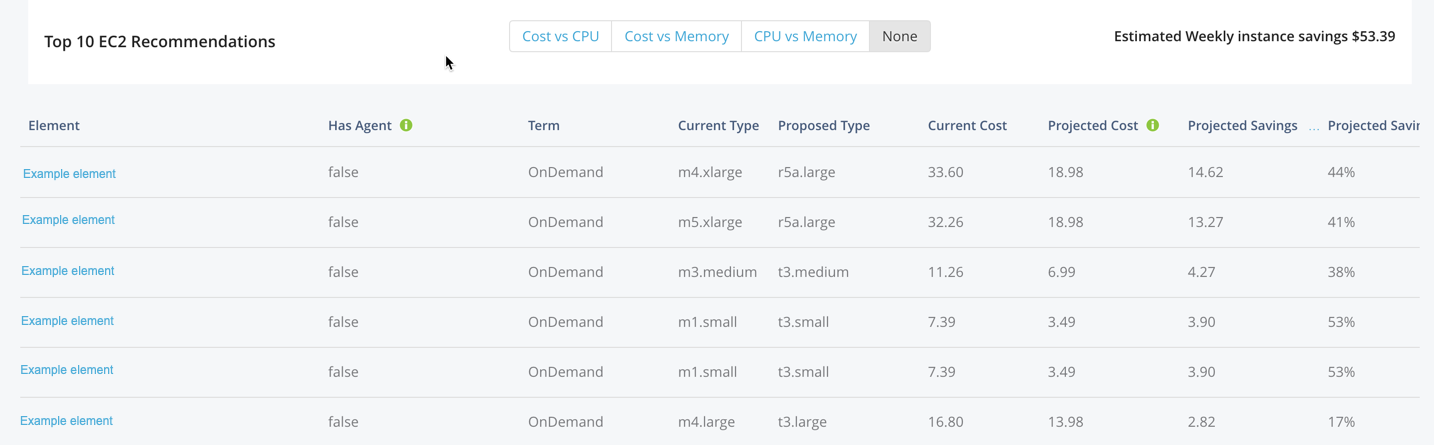 Top 10 EC2 Recommendations Cost vs CPU Cost vs Memory CPU vs Memory None Estimated Weekly instance savings $53.39
Element Has Agent Term Current Type Proposed Type Current Cost Projected Cost Projected Savings ... Projected Savin
Example element false OnDemand m4.xlarge r5a.large 33.60 18.98 14.62 44%
Example element false OnDemand m5.xlarge r5a.large 32.26 18.98 13.27 41%
Example element false OnDemand m3.medium t3.medium 11.26 6.99 4.27 38%
Example element false OnDemand m1.small t3.small 7.39 3.49 3.90 53%
Example element false OnDemand m1.small t3.small 7.39 3.49 3.90 53%
Example element false OnDemand m4.large t3.large 16.80 13.98 2.82 17%